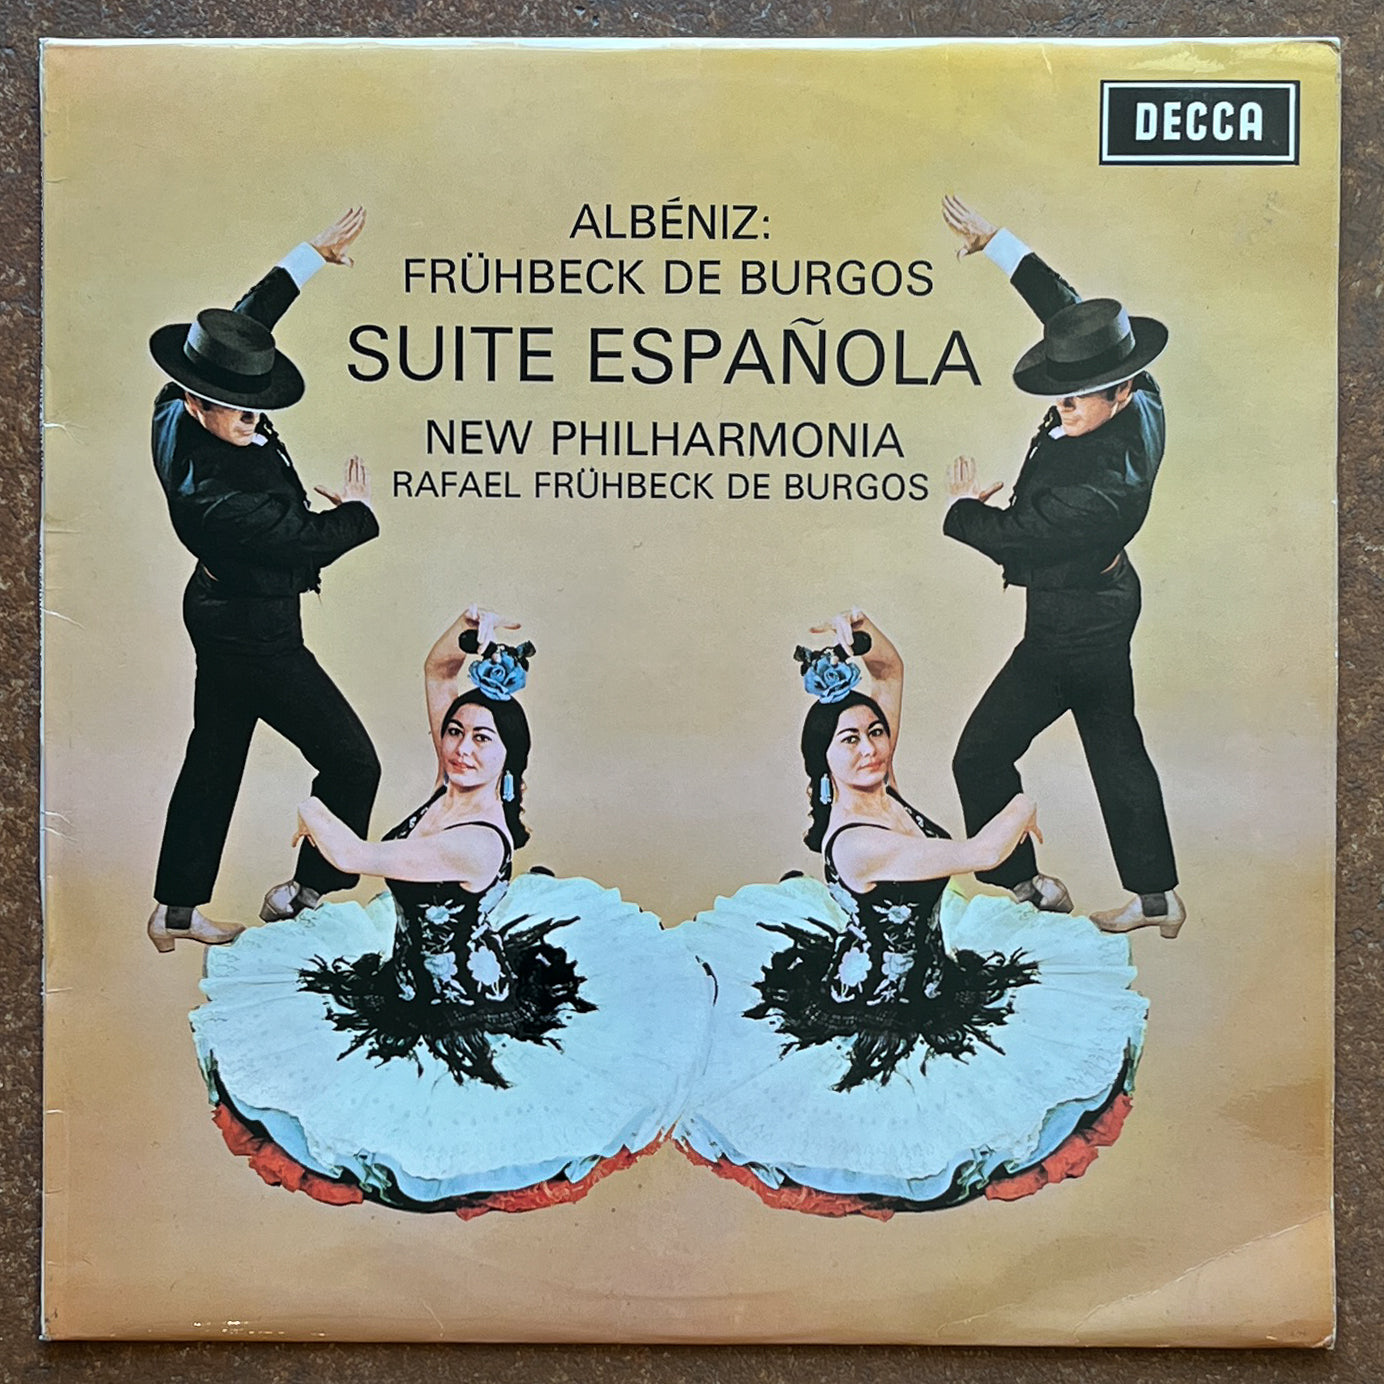 DECCA
ALBÉNIZ:
FRÜHBECK DE BURGOS
SUITE ESPAÑOLA
NEW PHILHARMONIA
RAFAEL FRÜHBECK DE BURGOS